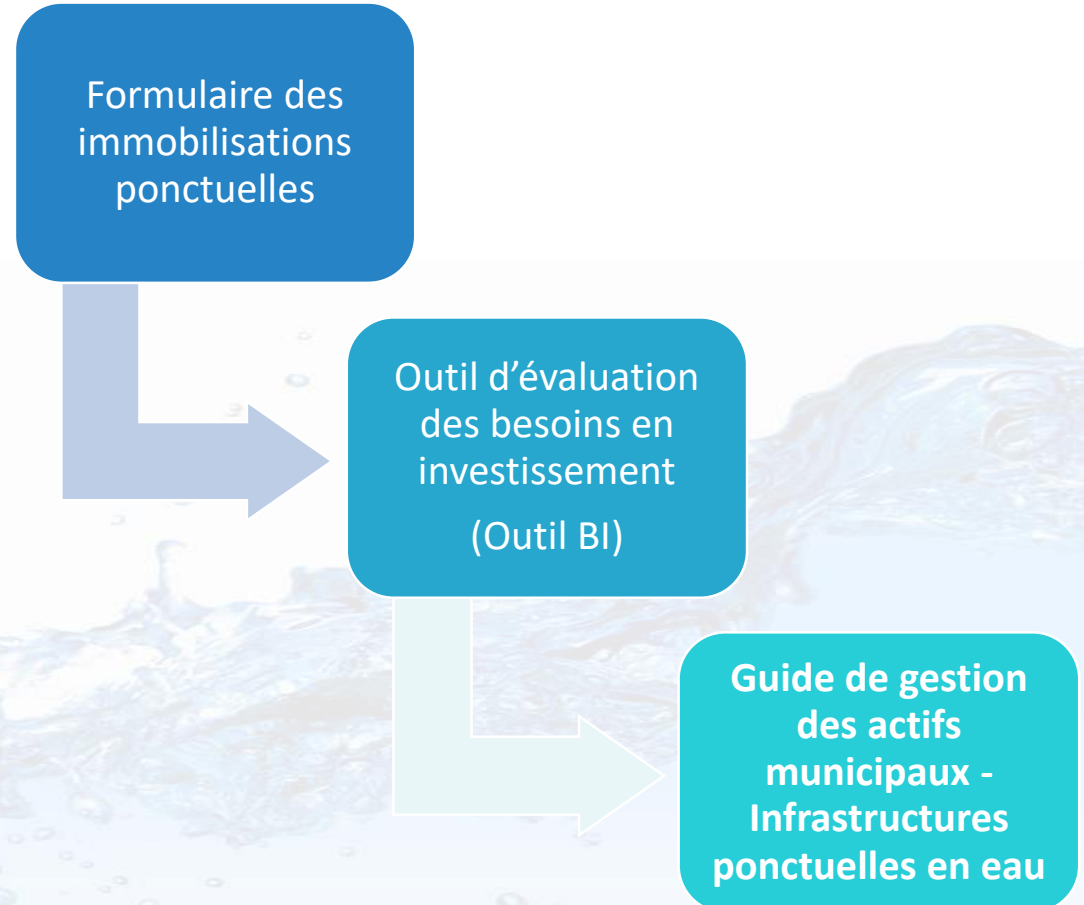 Formulaire des
immobilisations
ponctuelles
Outil d’évaluation
des besoins en
investissement
(Outil BI)
Guide de gestion
des actifs
municipaux -
Infrastructures
ponctuelles en eau